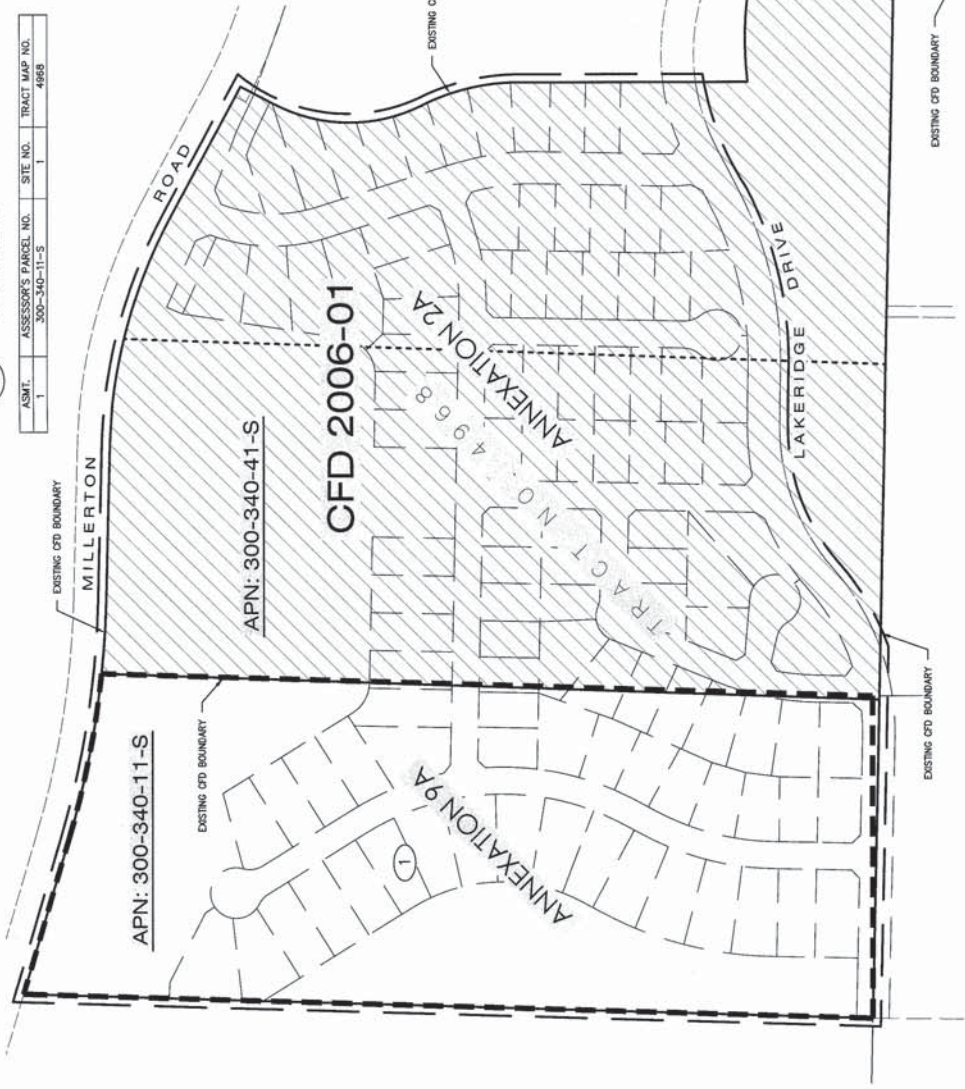 ASMT. ASSESSOR'S PARCEL NO. SITE NO. TRACT MAP NO.
1 300-340-11-S 1 4968
EXISTING C
ROAD
EXISTING CFD BOUNDARY
MILLERTON
EXISTING CFD BOUNDARY
APN: 300-340-41-S
CFD 2006-01
ANNEXATION 2A
TRACT NO. 4968
LAKERIDGE DRIVE
APN: 300-340-11-S
EXISTING CFD BOUNDARY
1
ANNEXATION 9A
EXISTING CFD BOUNDARY